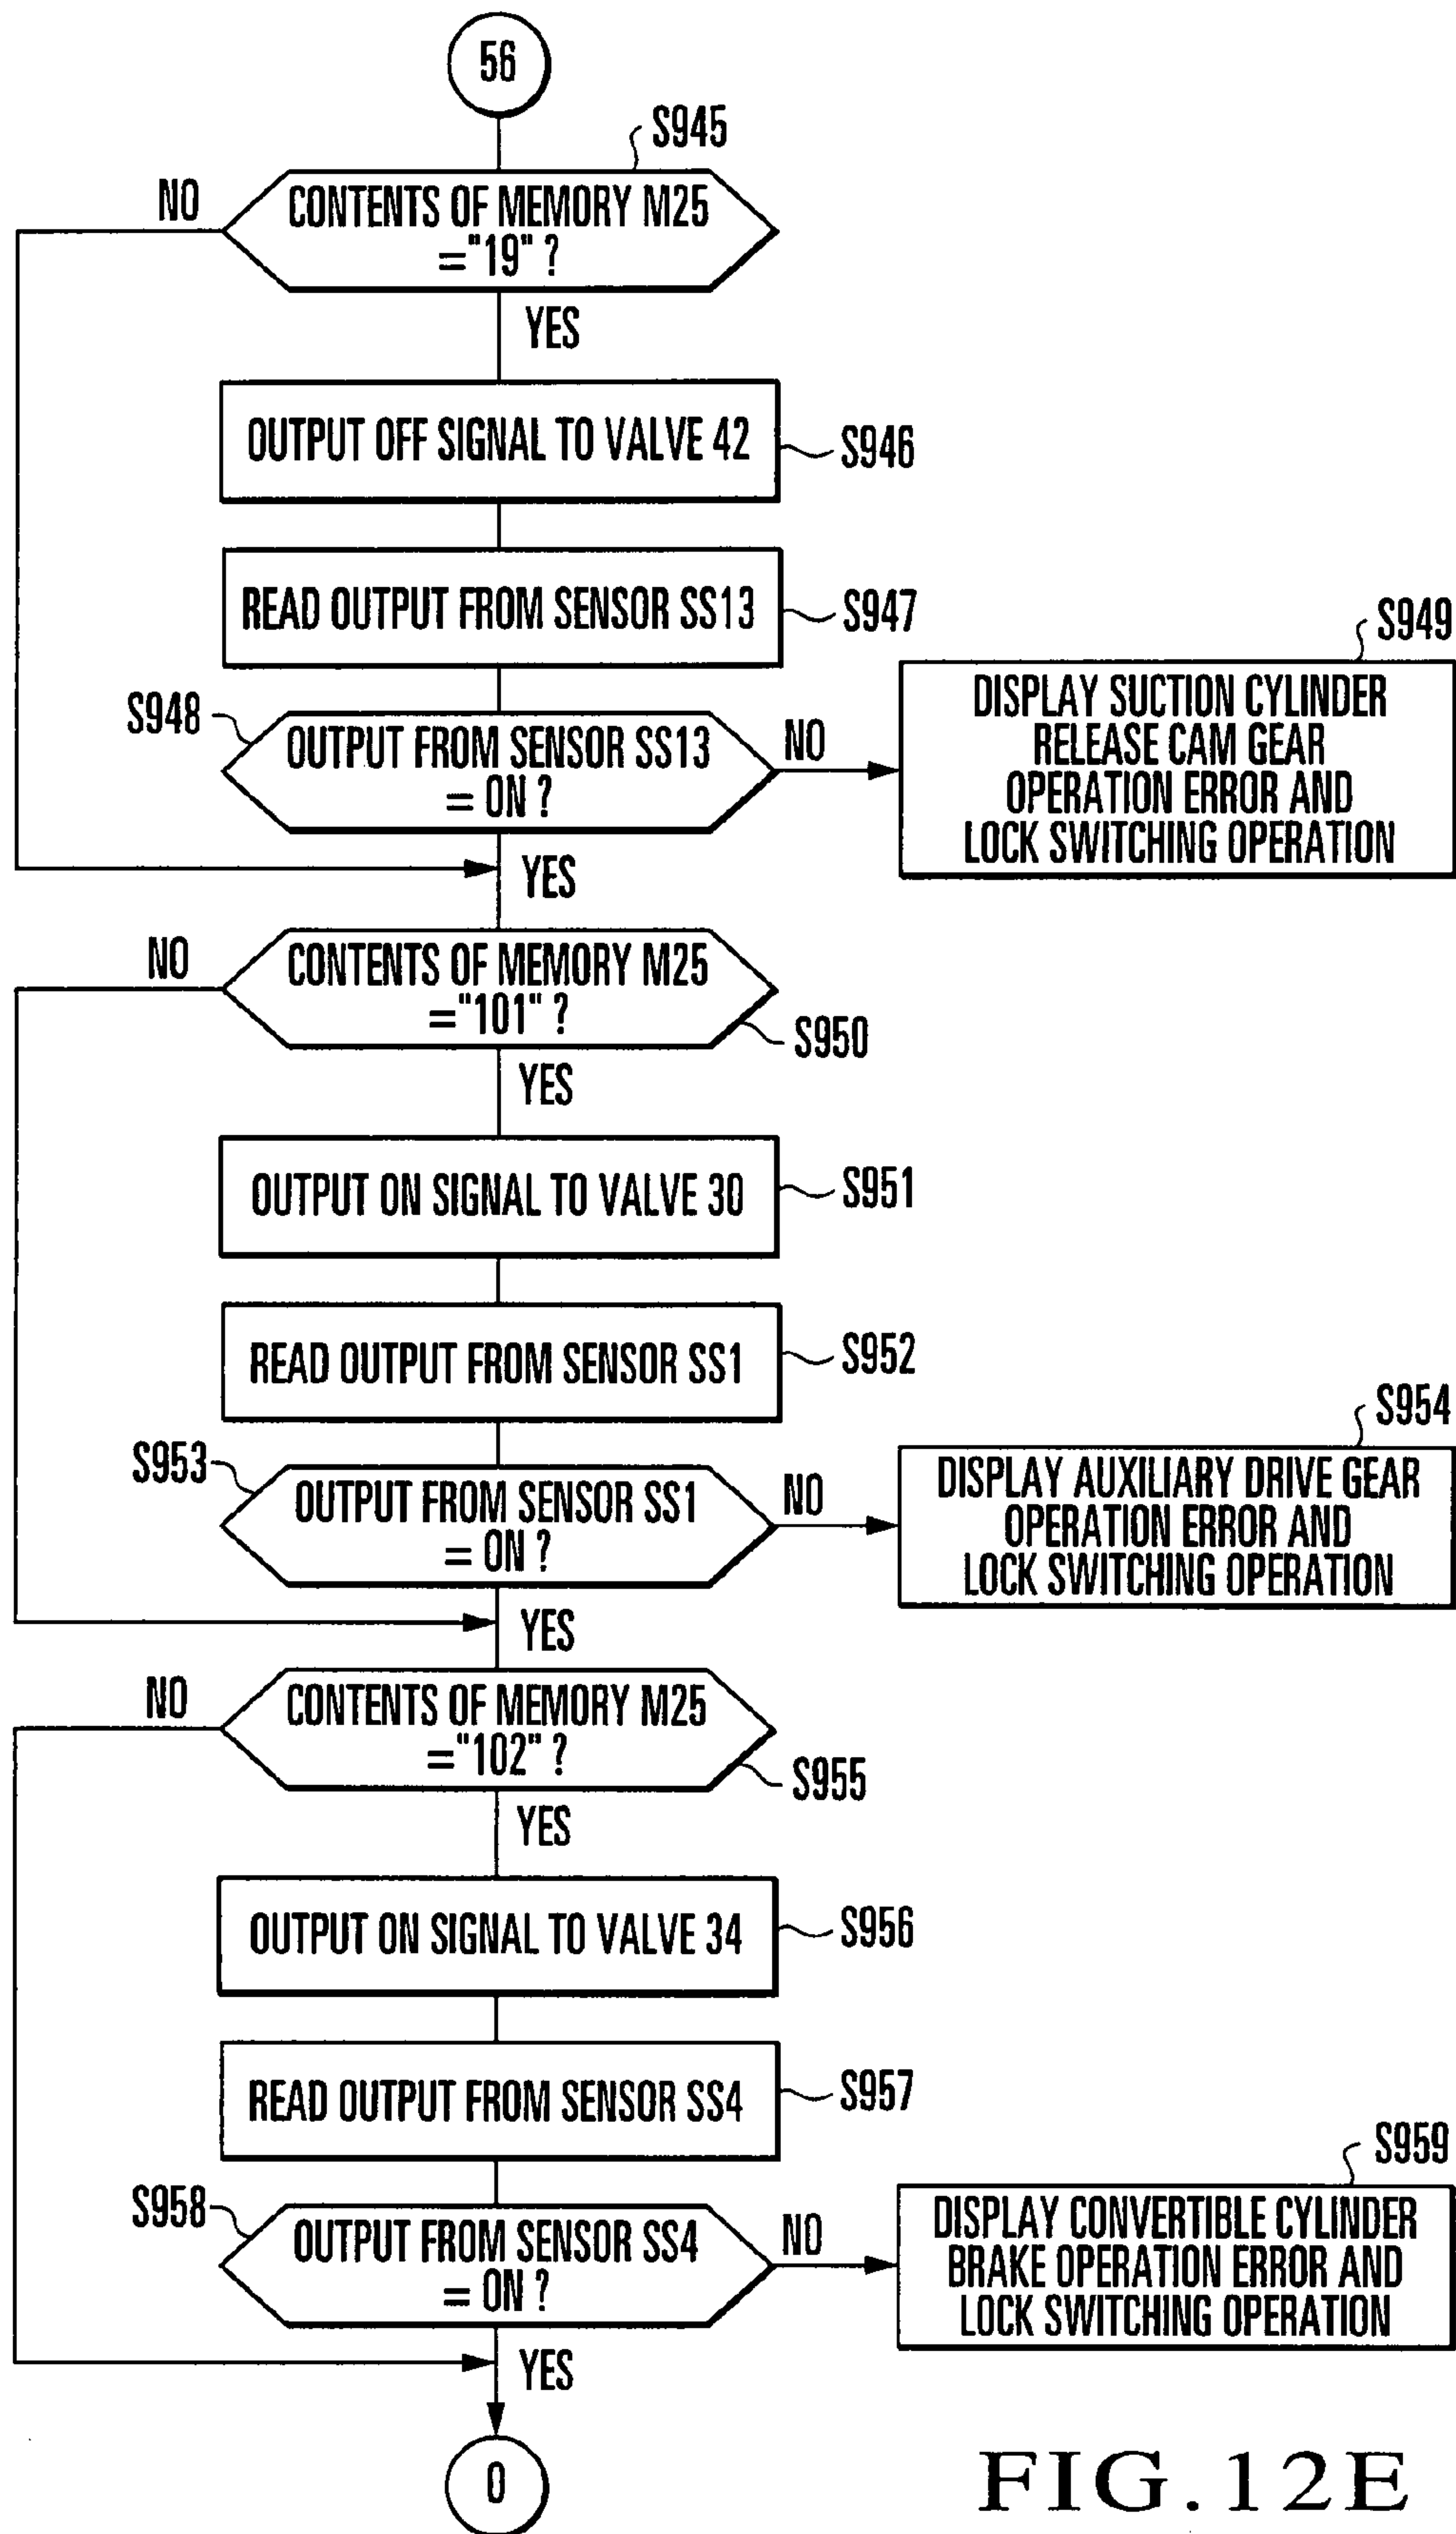 56
S945
NO
CONTENTS OF MEMORY M25
="19" ?
YES
OUTPUT OFF SIGNAL TO VALVE 42
S946
READ OUTPUT FROM SENSOR SS13
S947
S949
DISPLAY SUCTION CYLINDER
RELEASE CAM GEAR
OPERATION ERROR AND
LOCK SWITCHING OPERATION
S948
OUTPUT FROM SENSOR SS13
= ON ?
NO
YES
NO
CONTENTS OF MEMORY M25
="101" ?
S950
YES
OUTPUT ON SIGNAL TO VALVE 30
S951
READ OUTPUT FROM SENSOR SS1
S952
S954
DISPLAY AUXILIARY DRIVE GEAR
OPERATION ERROR AND
LOCK SWITCHING OPERATION
S953
OUTPUT FROM SENSOR SS1
= ON ?
NO
YES
NO
CONTENTS OF MEMORY M25
="102" ?
S955
YES
OUTPUT ON SIGNAL TO VALVE 34
S956
READ OUTPUT FROM SENSOR SS4
S957
S959
DISPLAY CONVERTIBLE CYLINDER
BRAKE OPERATION ERROR AND
LOCK SWITCHING OPERATION
S958
OUTPUT FROM SENSOR SS4
= ON ?
NO
YES
0
FIG.12E